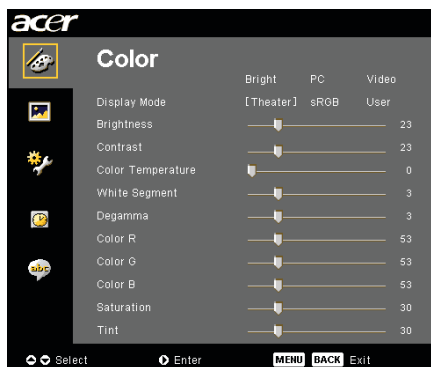 acer
Color
Bright PC Video
Display Mode [Theater] sRGB User
Brightness 23
Contrast 23
Color Temperature 0
White Segment 3
Degamma 3
Color R 53
Color G 53
Color B 53
abc
Saturation 30
Tint 30
Select Enter MENU BACK Exit